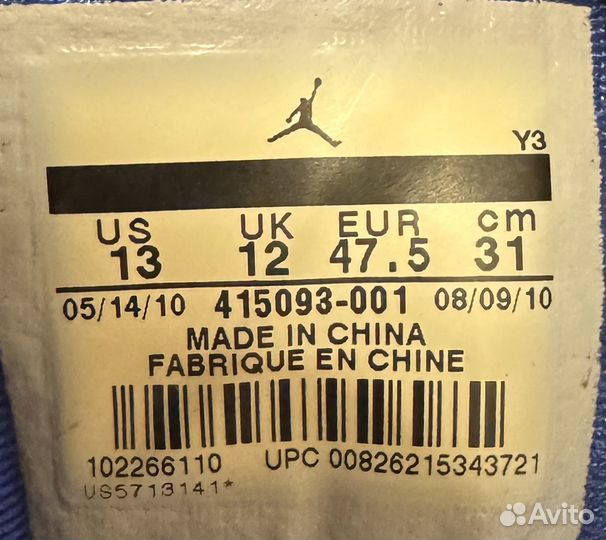 Y3
US UK EUR cm
13 12 47.5 31
05/14/10 415093-001 08/09/10
MADE IN CHINA
FABRIQUE EN CHINE
102266110 UPC 00826215343721
US5713141*
Avito